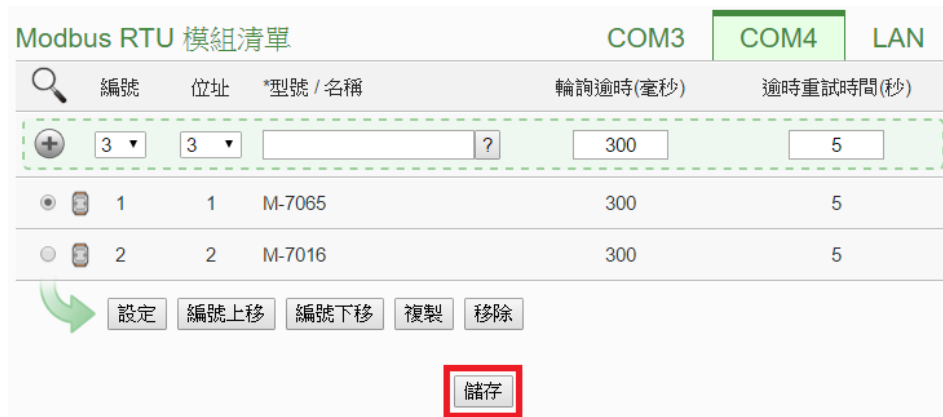 Modbus RTU 模組清單 COM3 COM4 LAN
編號 位址 *型號 / 名稱 輪詢逾時(毫秒) 逾時重試時間(秒)
3 3 ? 300 5
1 1 M-7065 300 5
2 2 M-7016 300 5
設定 編號上移 編號下移 複製 移除
儲存